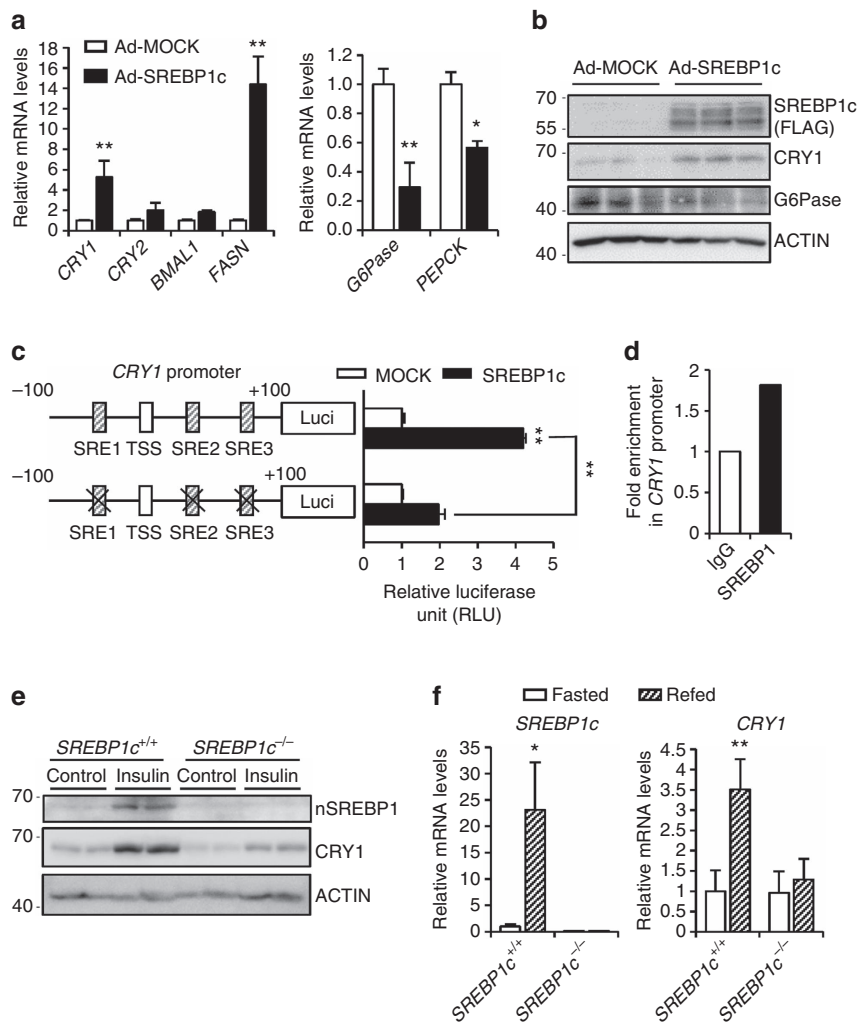 a
Relative mRNA levels
18
16
14
12
10
8
6
4
2
0
Ad-MOCK
Ad-SREBP1c
**
**
CRY1
CRY2
BMAL1
FASN
Relative mRNA levels
1.2
1.0
0.8
0.6
0.4
0.2
0.0
**
*
G6Pase
PEPCK
b
Ad-MOCK Ad-SREBP1c
70
55
SREBP1c
(FLAG)
70
CRY1
40
G6Pase
40
ACTIN
c
CRY1 promoter
MOCK SREBP1c
−100
+100
Luci
SRE1 TSS SRE2 SRE3
**
−100
+100
Luci
SRE1 TSS SRE2 SRE3
**
0 1 2 3 4 5
Relative luciferase
unit (RLU)
d
Fold enrichment
in CRY1 promoter
2
1.5
1
0.5
0
IgG
SREBP1
e
SREBP1c+/+ SREBP1c−/−
Control Insulin Control Insulin
70
nSREBP1
70
CRY1
40
ACTIN
f
Fasted Refed
SREBP1c
Relative mRNA levels
35
30
25
20
15
10
5
0
*
SREBP1c+/+
SREBP1c−/−
CRY1
Relative mRNA levels
4.5
4
3.5
3
2.5
2
1.5
1
0.5
0
**
SREBP1c+/+
SREBP1c−/−